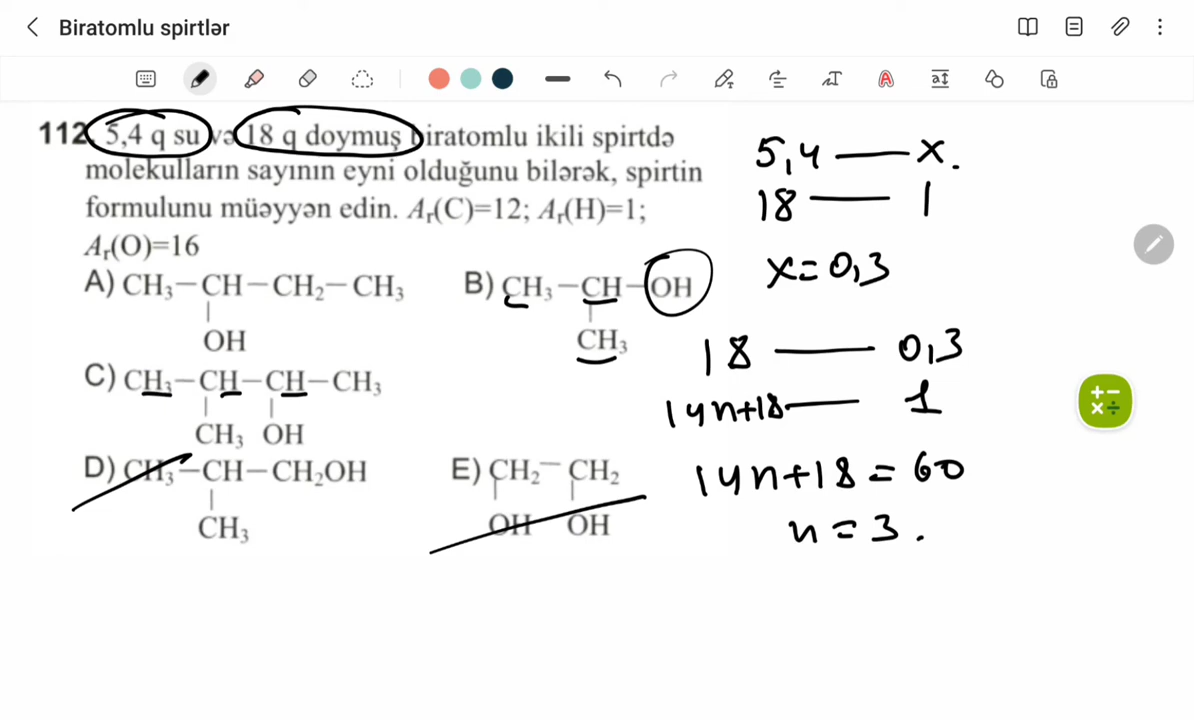 Biratomlu spirtlər
112. 5,4 q su və 18 q doymuş biratomlu ikili spirtdə
molekulların sayının eyni olduğunu bilərək, spirtin
formulunu müəyyən edin. Aᵣ(C)=12; Aᵣ(H)=1;
Aᵣ(O)=16
A) CH₃–CH–CH₂–CH₃
OH
B) CH₃–CH–OH
CH₃
C) CH₃–CH–CH–CH₃
CH₃ OH
D) CH₃–CH–CH₂OH
CH₃
E) CH₂–CH₂
OH OH
5,4 — x.
18 — 1
x = 0,3
18 — 0,3
14n+18 — 1
14n+18 = 60
n = 3.